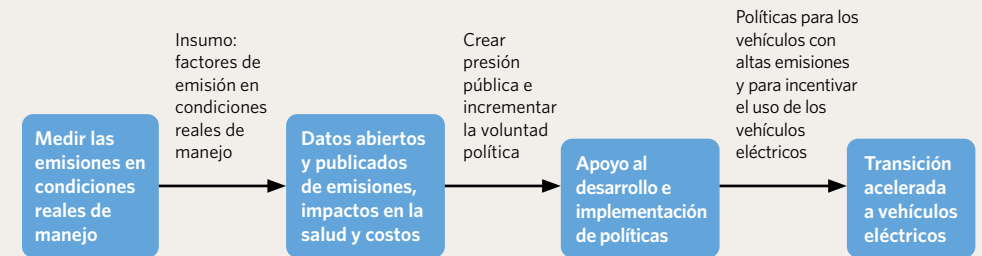 Medir las
emisiones en
condiciones
reales de
manejo
Insumo:
factores de
emisión en
condiciones
reales de
manejo
Datos abiertos
y publicados
de emisiones,
impactos en la
salud y costos
Crear
presión
pública e
incrementar
la voluntad
política
Apoyo al
desarrollo e
implementación
de políticas
Políticas para los
vehículos con
altas emisiones
y para incentivar
el uso de los
vehículos
eléctricos
Transición
acelerada
a vehículos
eléctricos